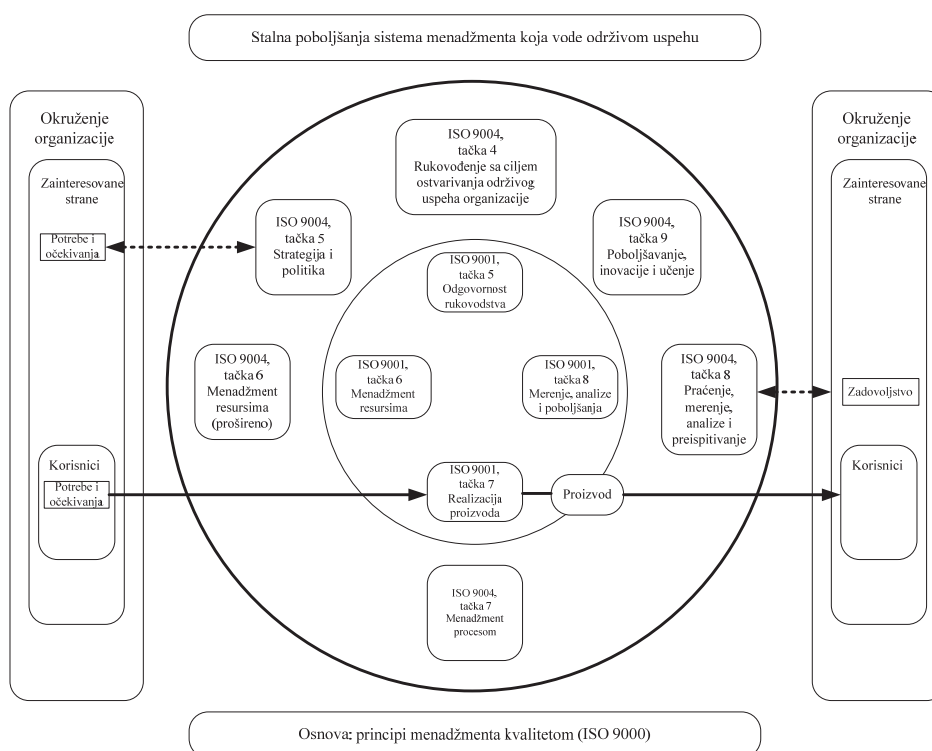 Stalna poboljšanja sistema menadžmenta koja vode održivom uspehu
Okruženje
organizacije
Zainteresovane
strane
Potrebe i
očekivanja
Korisnici
Potrebe i
očekivanja
ISO 9004,
tačka 4
Rukovođenje sa ciljem
ostvarivanja održivog
uspeha organizacije
ISO 9004,
tačka 5
Strategija i
politika
ISO 9004,
tačka 9
Poboljšavanje,
inovacije i učenje
ISO 9001,
tačka 5
Odgovornost
rukovodstva
ISO 9004,
tačka 6
Menadžment
resursima
(prošireno)
ISO 9001,
tačka 6
Menadžment
resursima
ISO 9001,
tačka 8
Merenje, analize
i poboljšanja
ISO 9004,
tačka 8
Praćenje,
merenje,
analize i
preispitivanje
ISO 9001,
tačka 7
Realizacija
proizvoda
Proizvod
ISO 9004,
tačka 7
Menadžment
procesom
Okruženje
organizacije
Zainteresovane
strane
Zadovoljstvo
Korisnici
Osnova: principi menadžmenta kvalitetom (ISO 9000)